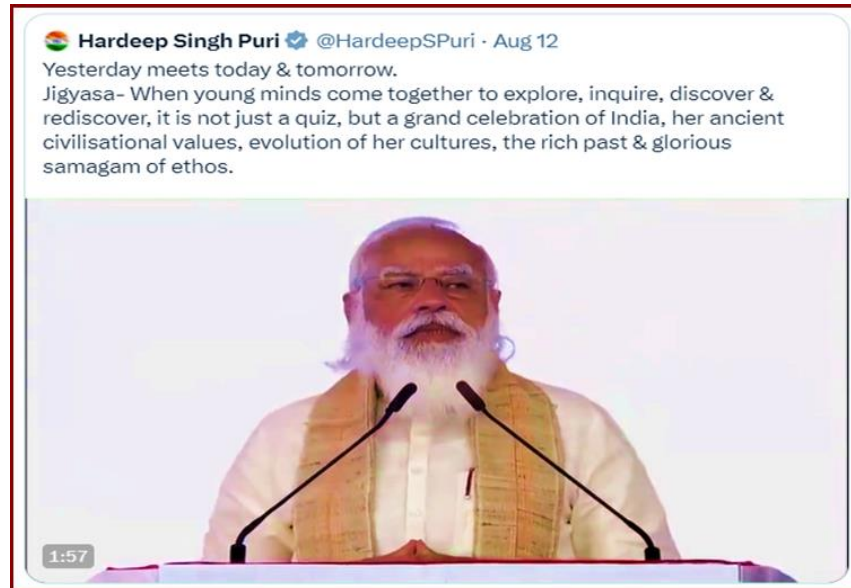 Hardeep Singh Puri @HardeepSPuri · Aug 12
Yesterday meets today & tomorrow.
Jigyasa- When young minds come together to explore, inquire, discover &
rediscover, it is not just a quiz, but a grand celebration of India, her ancient
civilisational values, evolution of her cultures, the rich past & glorious
samagam of ethos.
1:57